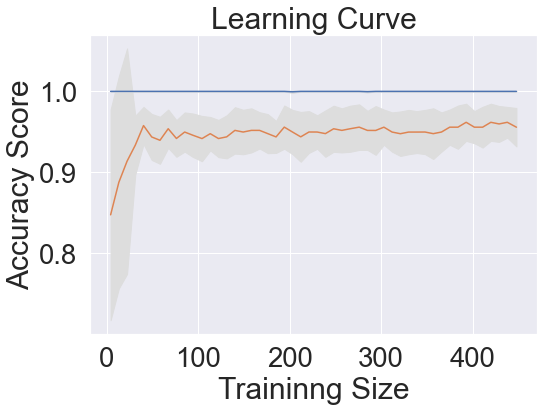 Learning Curve
Accuracy Score
1.0
0.9
0.8
0 100 200 300 400
Traininng Size